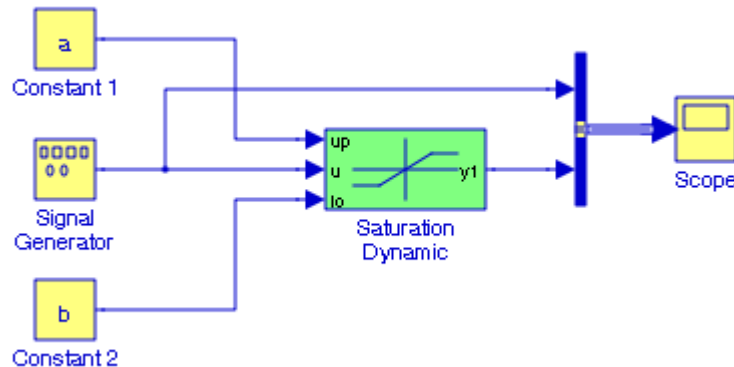 a
Constant 1
up
u
y1
lo
Signal
Generator
Saturation
Dynamic
Scope
b
Constant 2